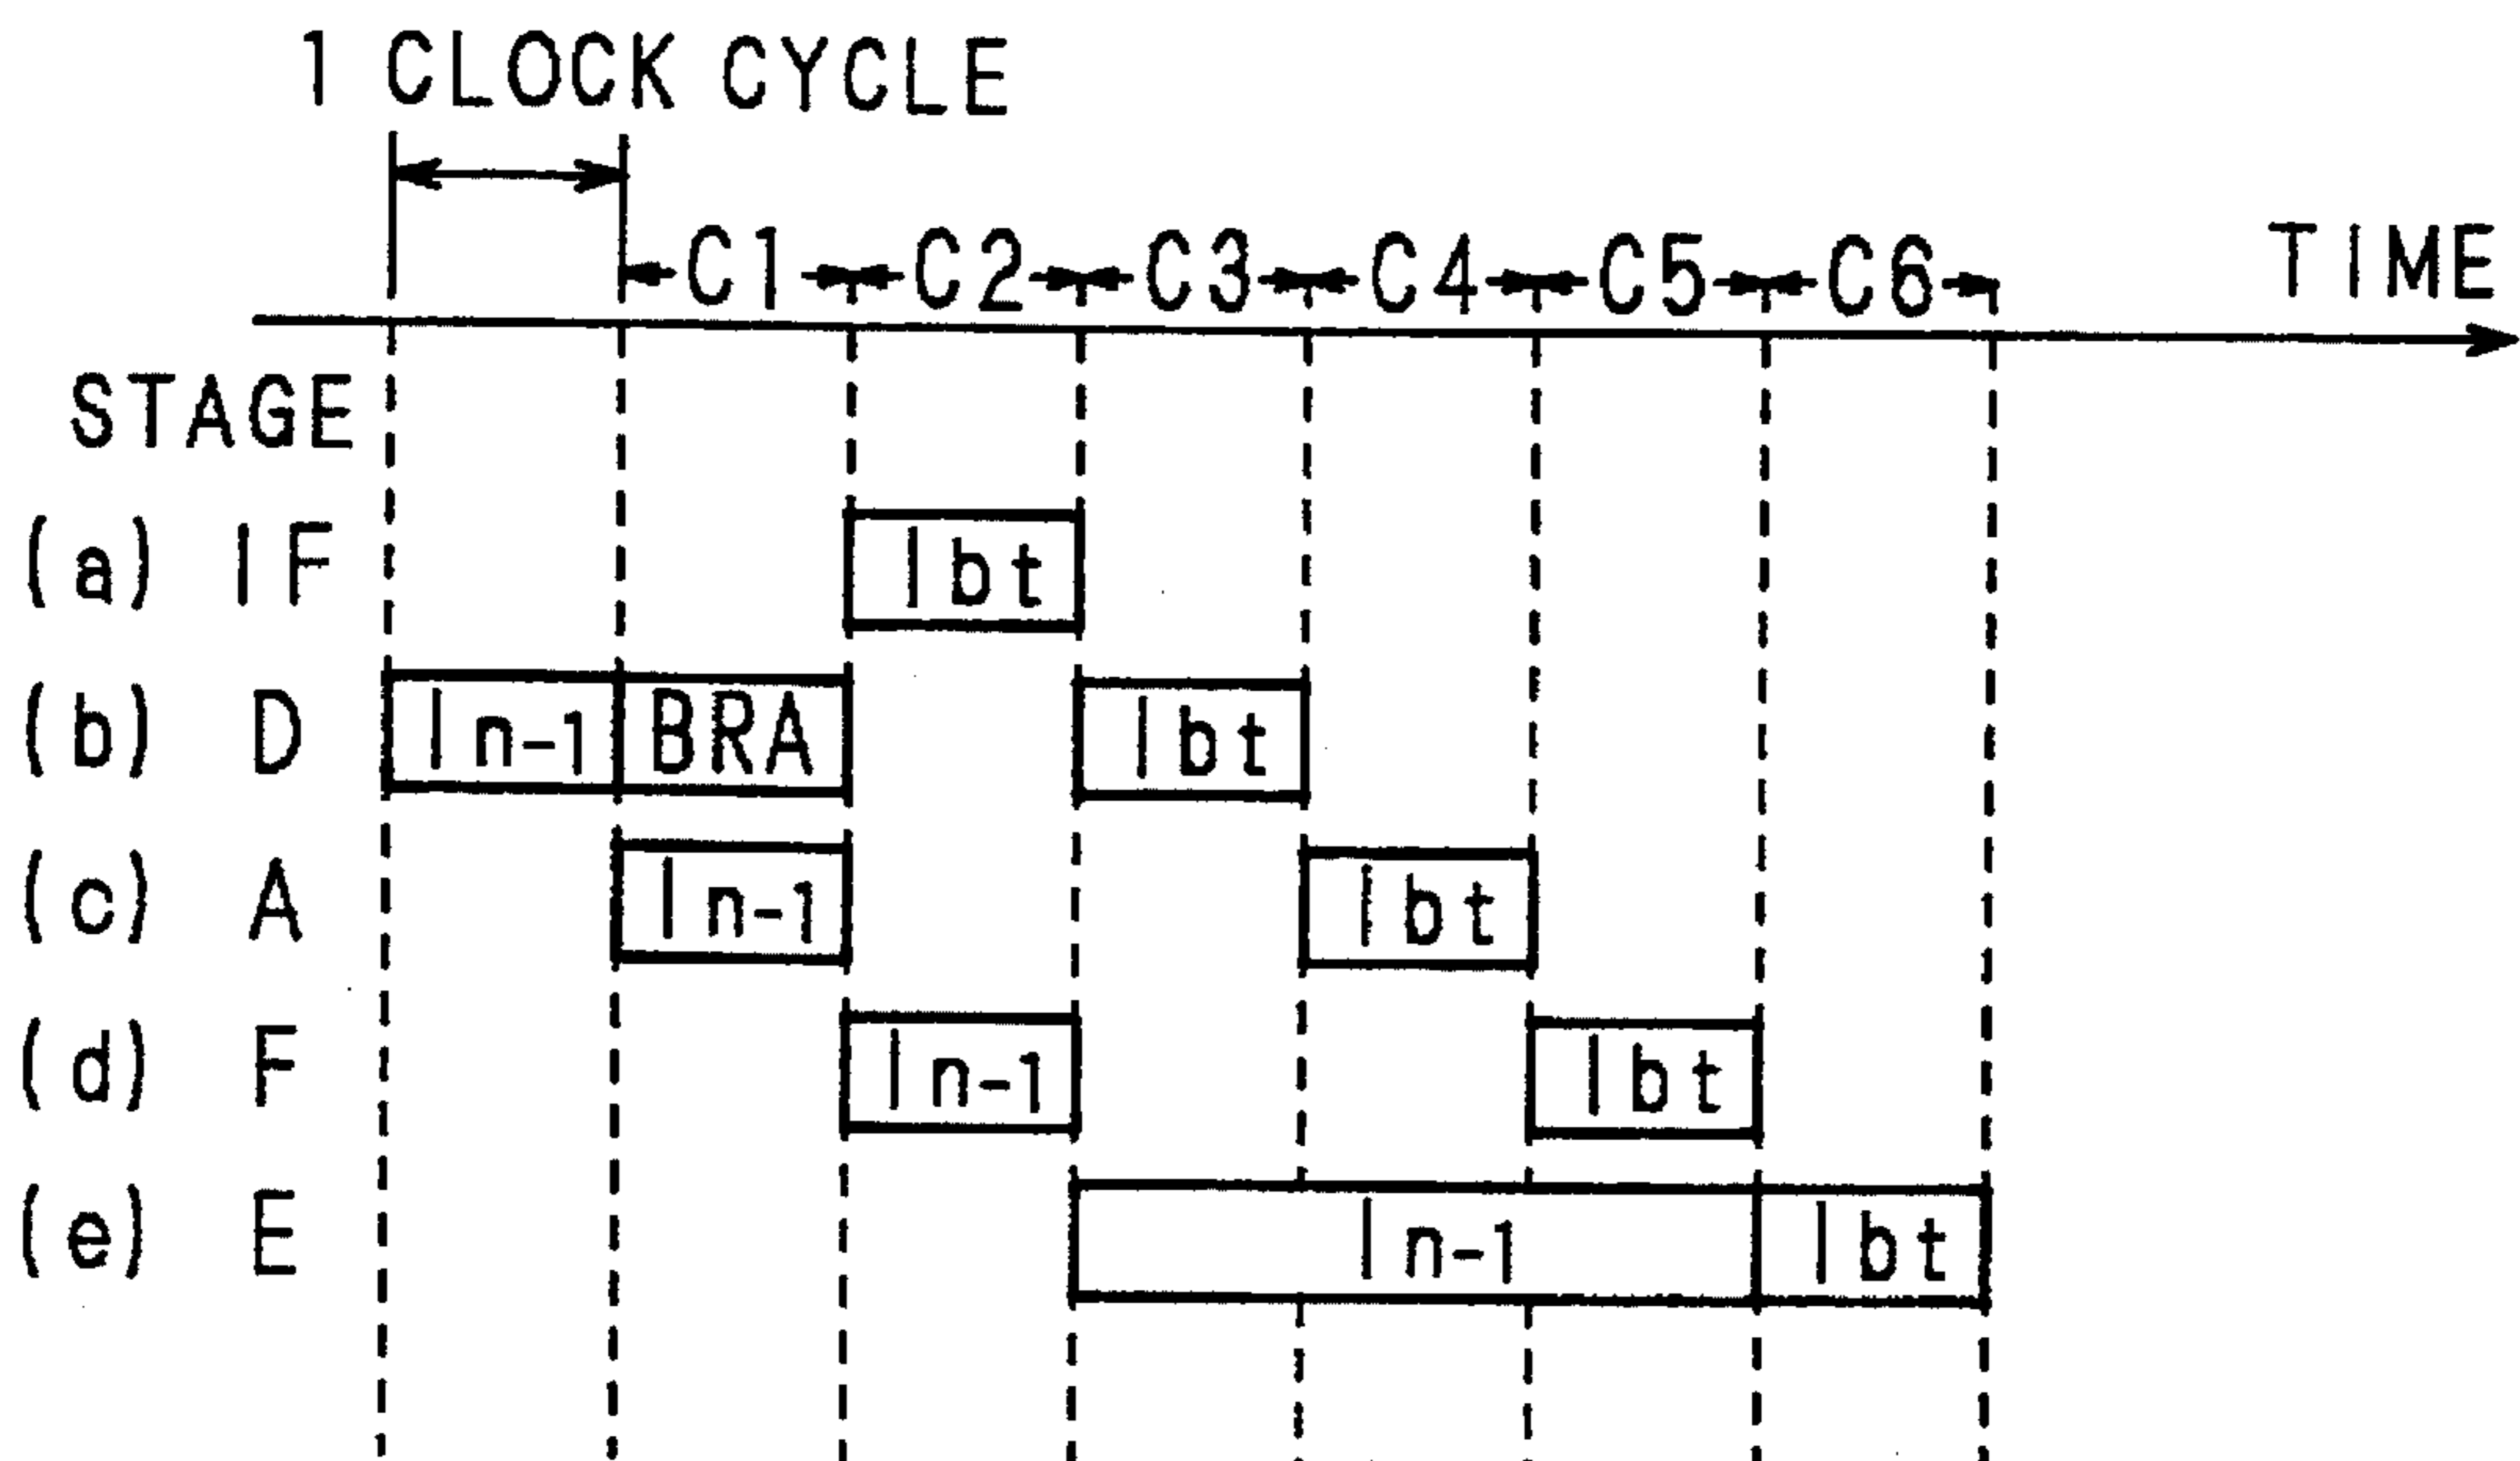 1 CLOCK CYCLE
C1 C2 C3 C4 C5 C6 TIME
STAGE
(a) IF Ibt
(b) D In-1 BRA Ibt
(c) A In-1 Ibt
(d) F In-1 Ibt
(e) E In-1 Ibt